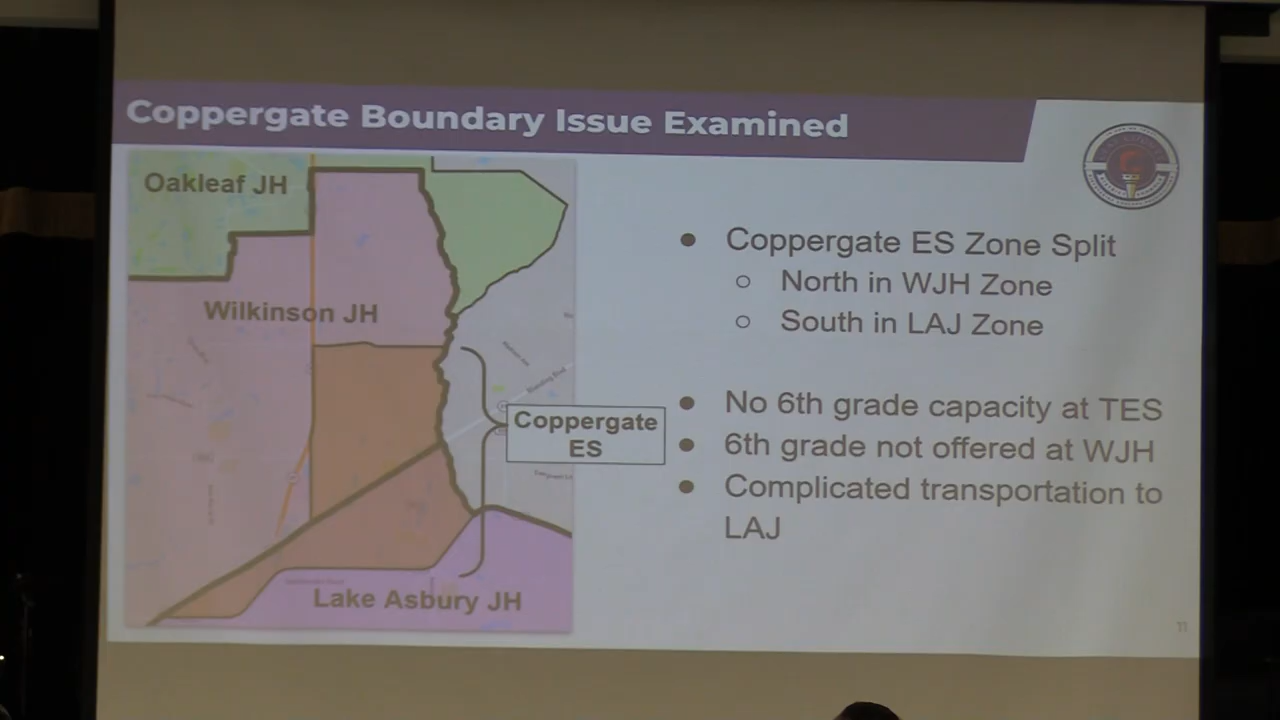 Coppergate Boundary Issue Examined
Oakleaf JH
Wilkinson JH
Coppergate
ES
Lake Asbury JH
● Coppergate ES Zone Split
○ North in WJH Zone
○ South in LAJ Zone
● No 6th grade capacity at TES
● 6th grade not offered at WJH
● Complicated transportation to
LAJ
11